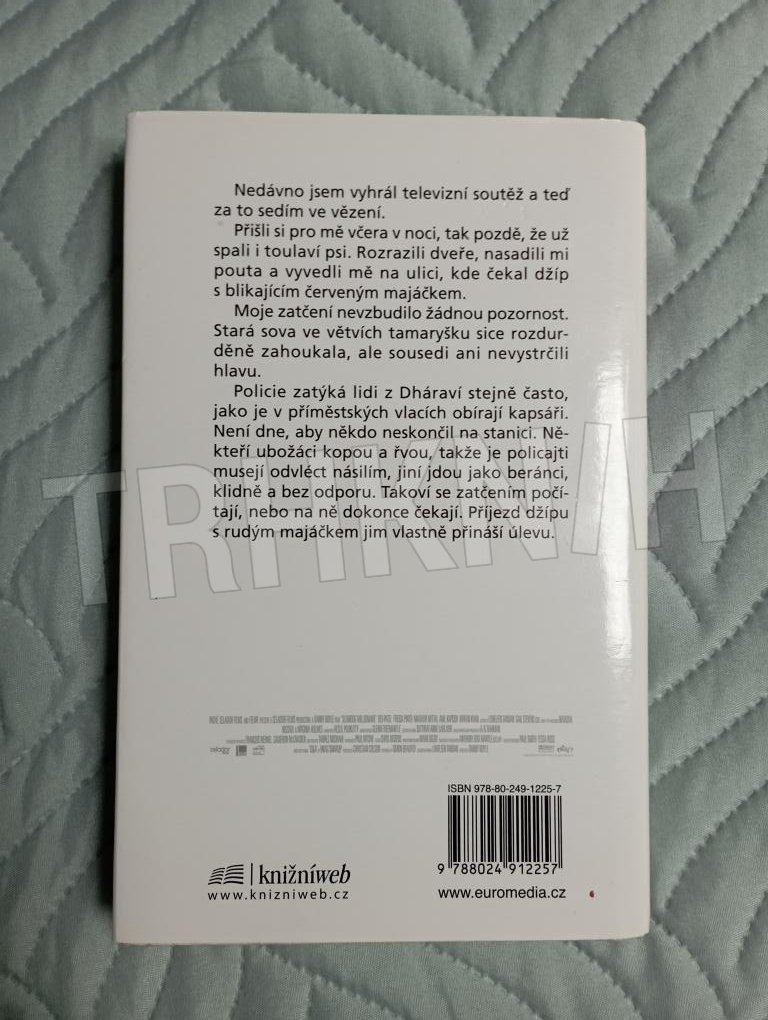 Nedávno jsem vyhrál televizní soutěž a teď
za to sedím ve vězení.
Přišli si pro mě včera v noci, tak pozdě, že už
spali i toulaví psi. Rozrazili dveře, nasadili mi
pouta a vyvedli mě na ulici, kde čekal džíp
s blikajícím červeným majáčkem.
Moje zatčení nevzbudilo žádnou pozornost.
Stará sova ve větvích tamaryšku sice rozdur-
děně zahoukala, ale sousedi ani nevystrčili
hlavu.
Policie zatýká lidi z Dháraví stejně často,
jako je v příměstských vlacích obírají kapsáři.
Není dne, aby někdo neskončil na stanici. Ně-
kteří ubožáci kopou a řvou, takže je policajti
musejí odvléct násilím, jiní jdou jako beránci,
klidně a bez odporu. Takoví se zatčením počí-
tají, nebo na ně dokonce čekají. Příjezd džípu
s rudým majáčkem jim vlastně přináší úlevu.
TRHKNIH
ISBN 978-80-249-1225-7
9 788024 912257
knižníweb
www.knizniweb.cz
www.euromedia.cz